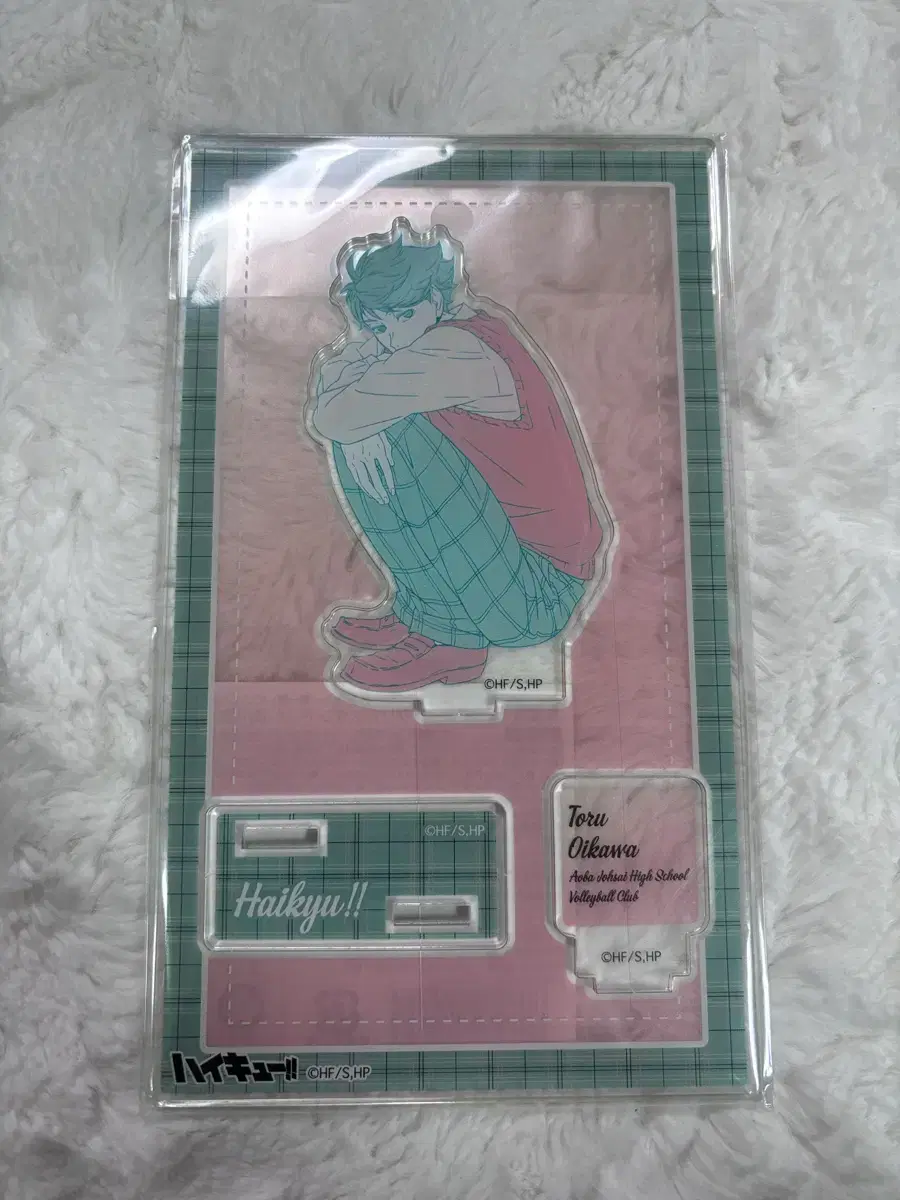 ©HF/S,HP
©HF/S,HP
Haikyu!!
Toru
Oikawa
Aoba Johsai High School
Volleyball Club
©HF/S,HP
ハイキュー!! ©HF/S,HP